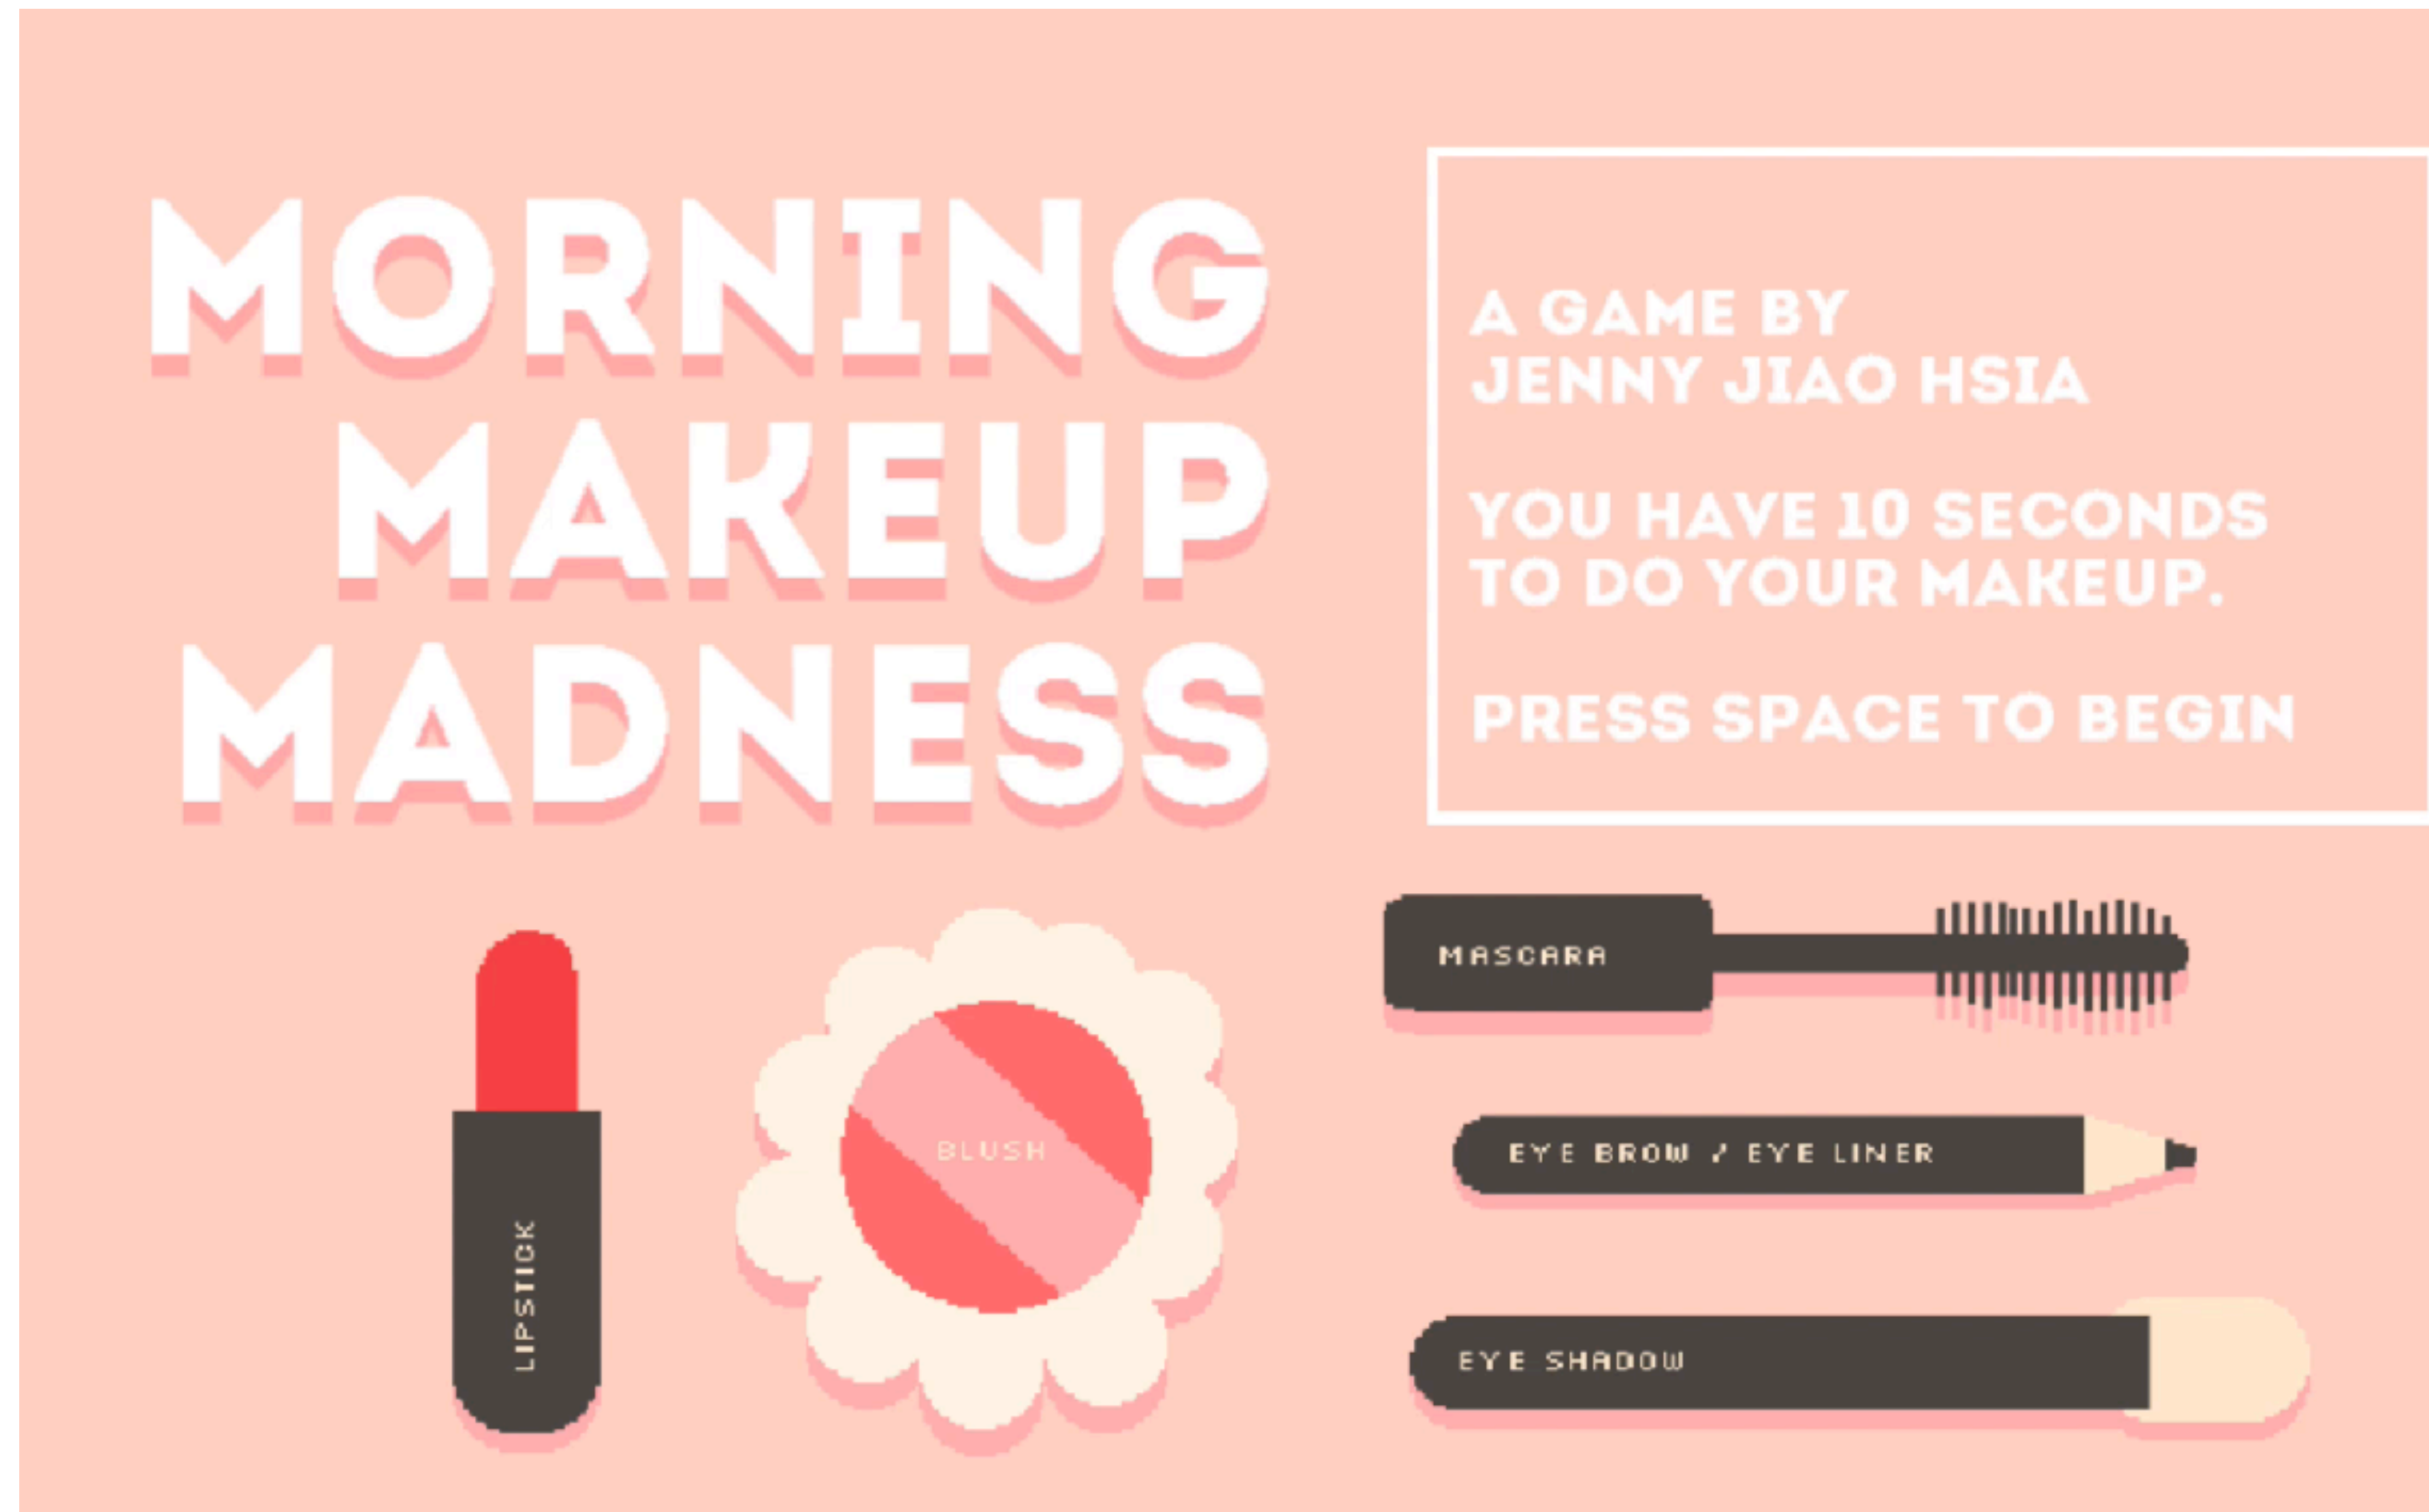 MORNING
MAKEUP
MADNESS
A GAME BY
JENNY JIAO HSIA
YOU HAVE 10 SECONDS
TO DO YOUR MAKEUP.
PRESS SPACE TO BEGIN
LIPSTICK
BLUSH
MASCARA
EYE BROW / EYE LINER
EYE SHADOW